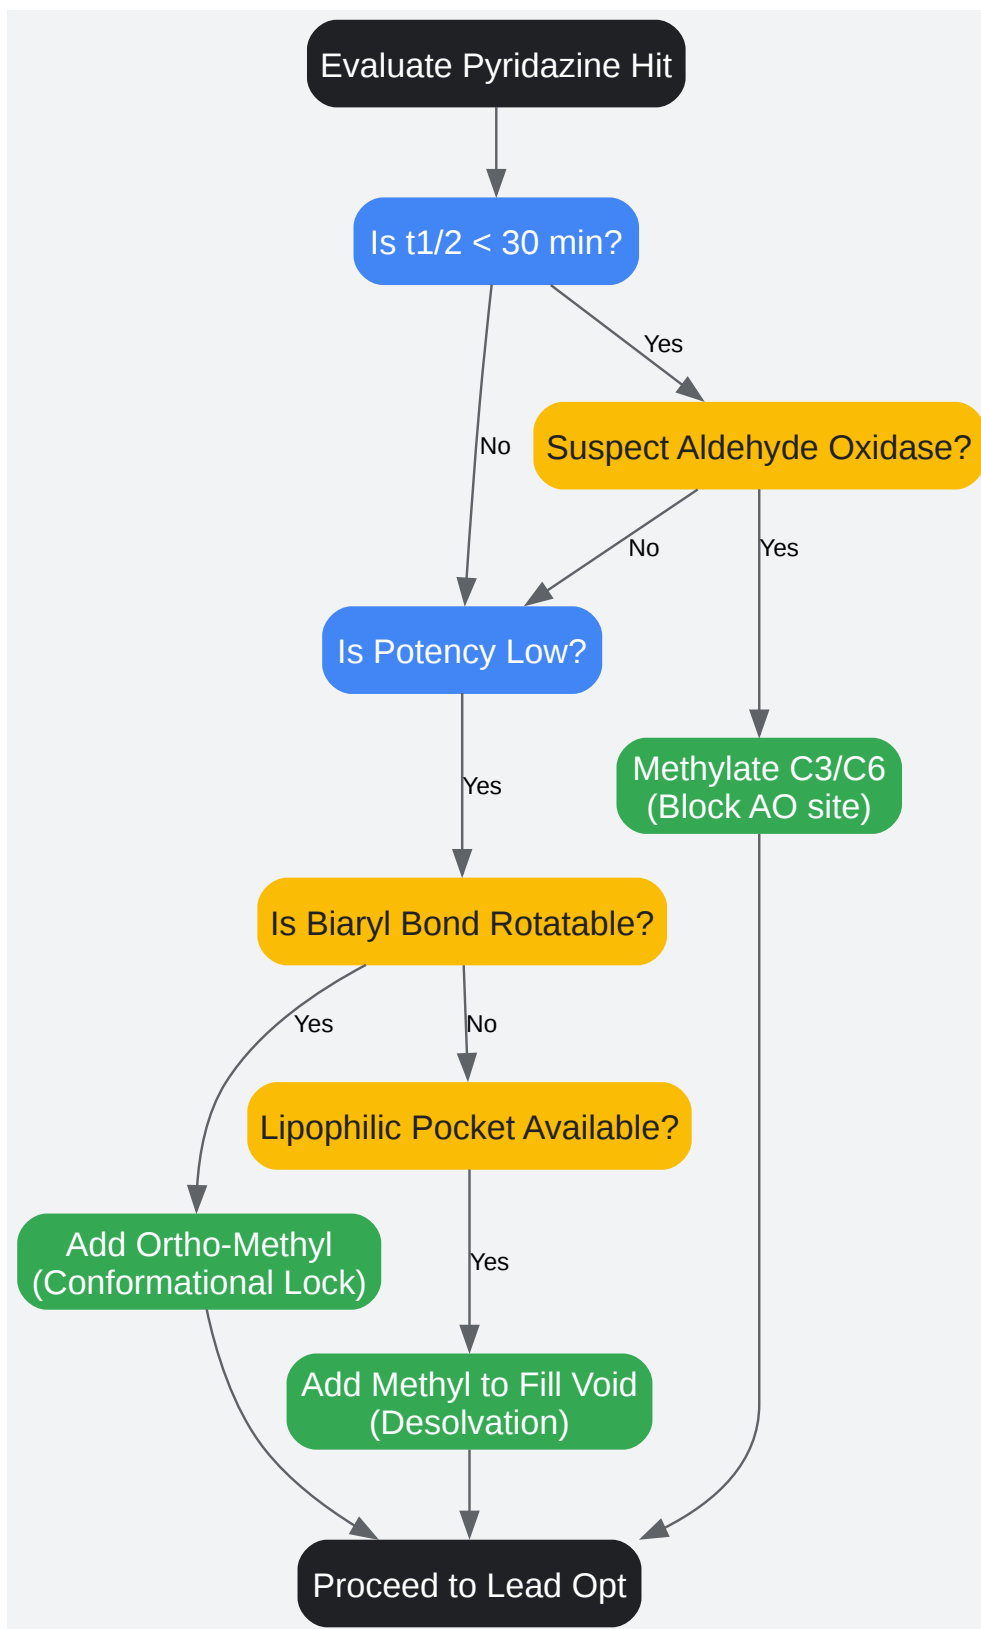 Evaluate Pyridazine Hit
Is t1/2 < 30 min?
Yes
No
Suspect Aldehyde Oxidase?
No
Yes
Is Potency Low?
Methylate C3/C6
(Block AO site)
Yes
Is Biaryl Bond Rotatable?
Yes
No
Lipophilic Pocket Available?
Add Ortho-Methyl
(Conformational Lock)
Yes
Add Methyl to Fill Void
(Desolvation)
Proceed to Lead Opt